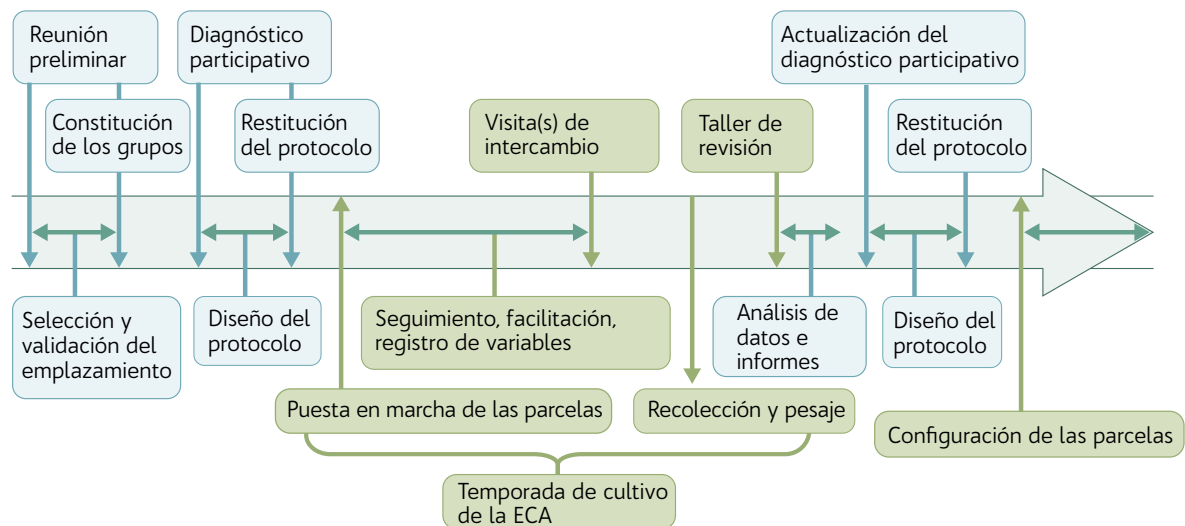 Reunión
preliminar
Diagnóstico
participativo
Actualización del
diagnóstico participativo
Constitución
de los grupos
Restitución
del protocolo
Visita(s) de
intercambio
Taller de
revisión
Restitución
del protocolo
Selección y
validación del
emplazamiento
Diseño del
protocolo
Seguimiento, facilitación,
registro de variables
Análisis de
datos e
informes
Diseño del
protocolo
Puesta en marcha de las parcelas
Recolección y pesaje
Configuración de las parcelas
Temporada de cultivo
de la ECA